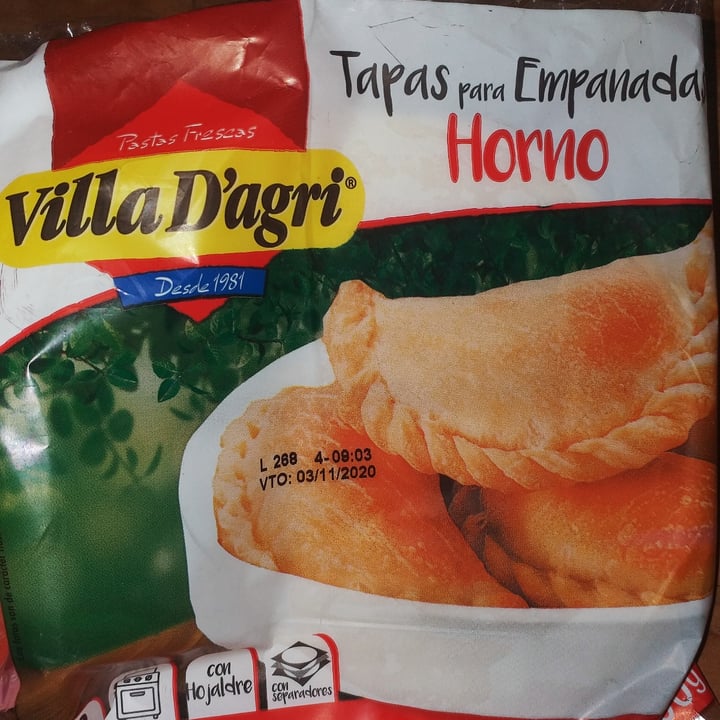 Tapas para Empanadas
Horno
Pastas Frescas
Villa D'agri®
Desde 1981
L 268 4-09:03
VTO: 03/11/2020
con
Hojaldre
con
separadores